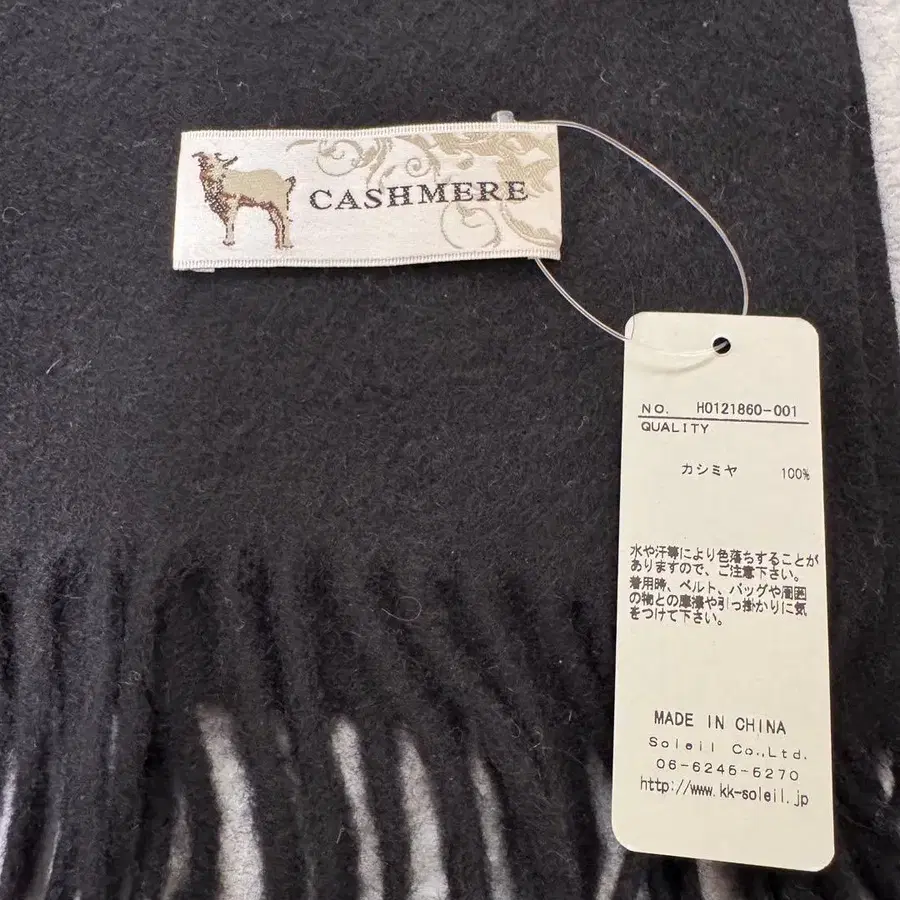 CASHMERE
NO. H0121860-001
QUALITY
カシミヤ 100%
水や汗等により色落ちすることが
ありますので、ご注意下さい。
着用時、ベルト、バッグや周囲
の物との摩擦や引っ掛かりに気
をつけて下さい。
MADE IN CHINA
Soleil Co.,Ltd.
06-6245-5270
http://www.kk-soleil.jp